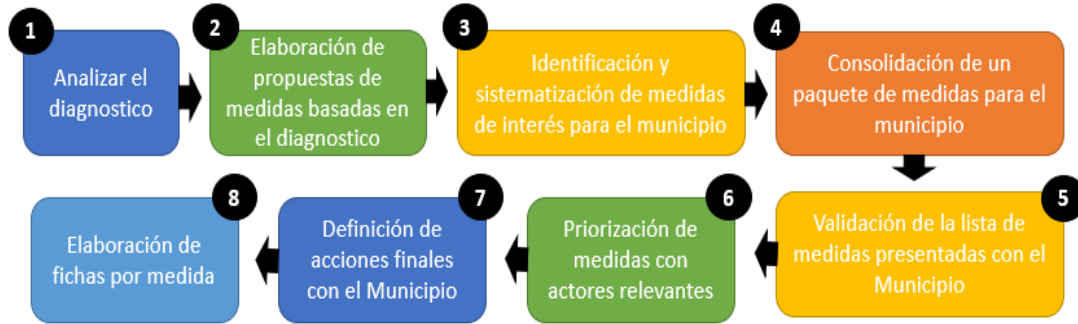 1
Analizar el
diagnostico
2
Elaboración de
propuestas de
medidas basadas en
el diagnostico
3
Identificación y
sistematización de medidas
de interés para el municipio
4
Consolidación de un
paquete de medidas para el
municipio
5
Validación de la lista de
medidas presentadas con el
Municipio
6
Priorización de
medidas con
actores relevantes
7
Definición de
acciones finales
con el Municipio
8
Elaboración de
fichas por medida